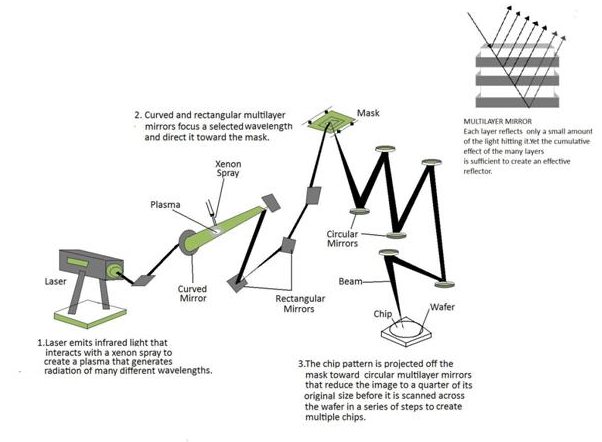 2. Curved and rectangular multilayer
mirrors focus a selected wavelength
and direct it toward the mask.
Mask
MULTILAYER MIRROR
Each layer reflects only a small amount
of the light hitting it.Yet the cumulative
effect of the many layers
is sufficient to create an effective
reflector.
Xenon
Spray
Plasma
Circular
Mirrors
Laser
Curved
Mirror
Rectangular
Mirrors
Beam
Chip
Wafer
1.Laser emits infrared light that
interacts with a xenon spray to
create a plasma that generates
radiation of many different wavelengths.
3.The chip pattern is projected off the
mask toward circular multilayer mirrors
that reduce the image to a quarter of its
original size before it is scanned across
the wafer in a series of steps to create
multiple chips.